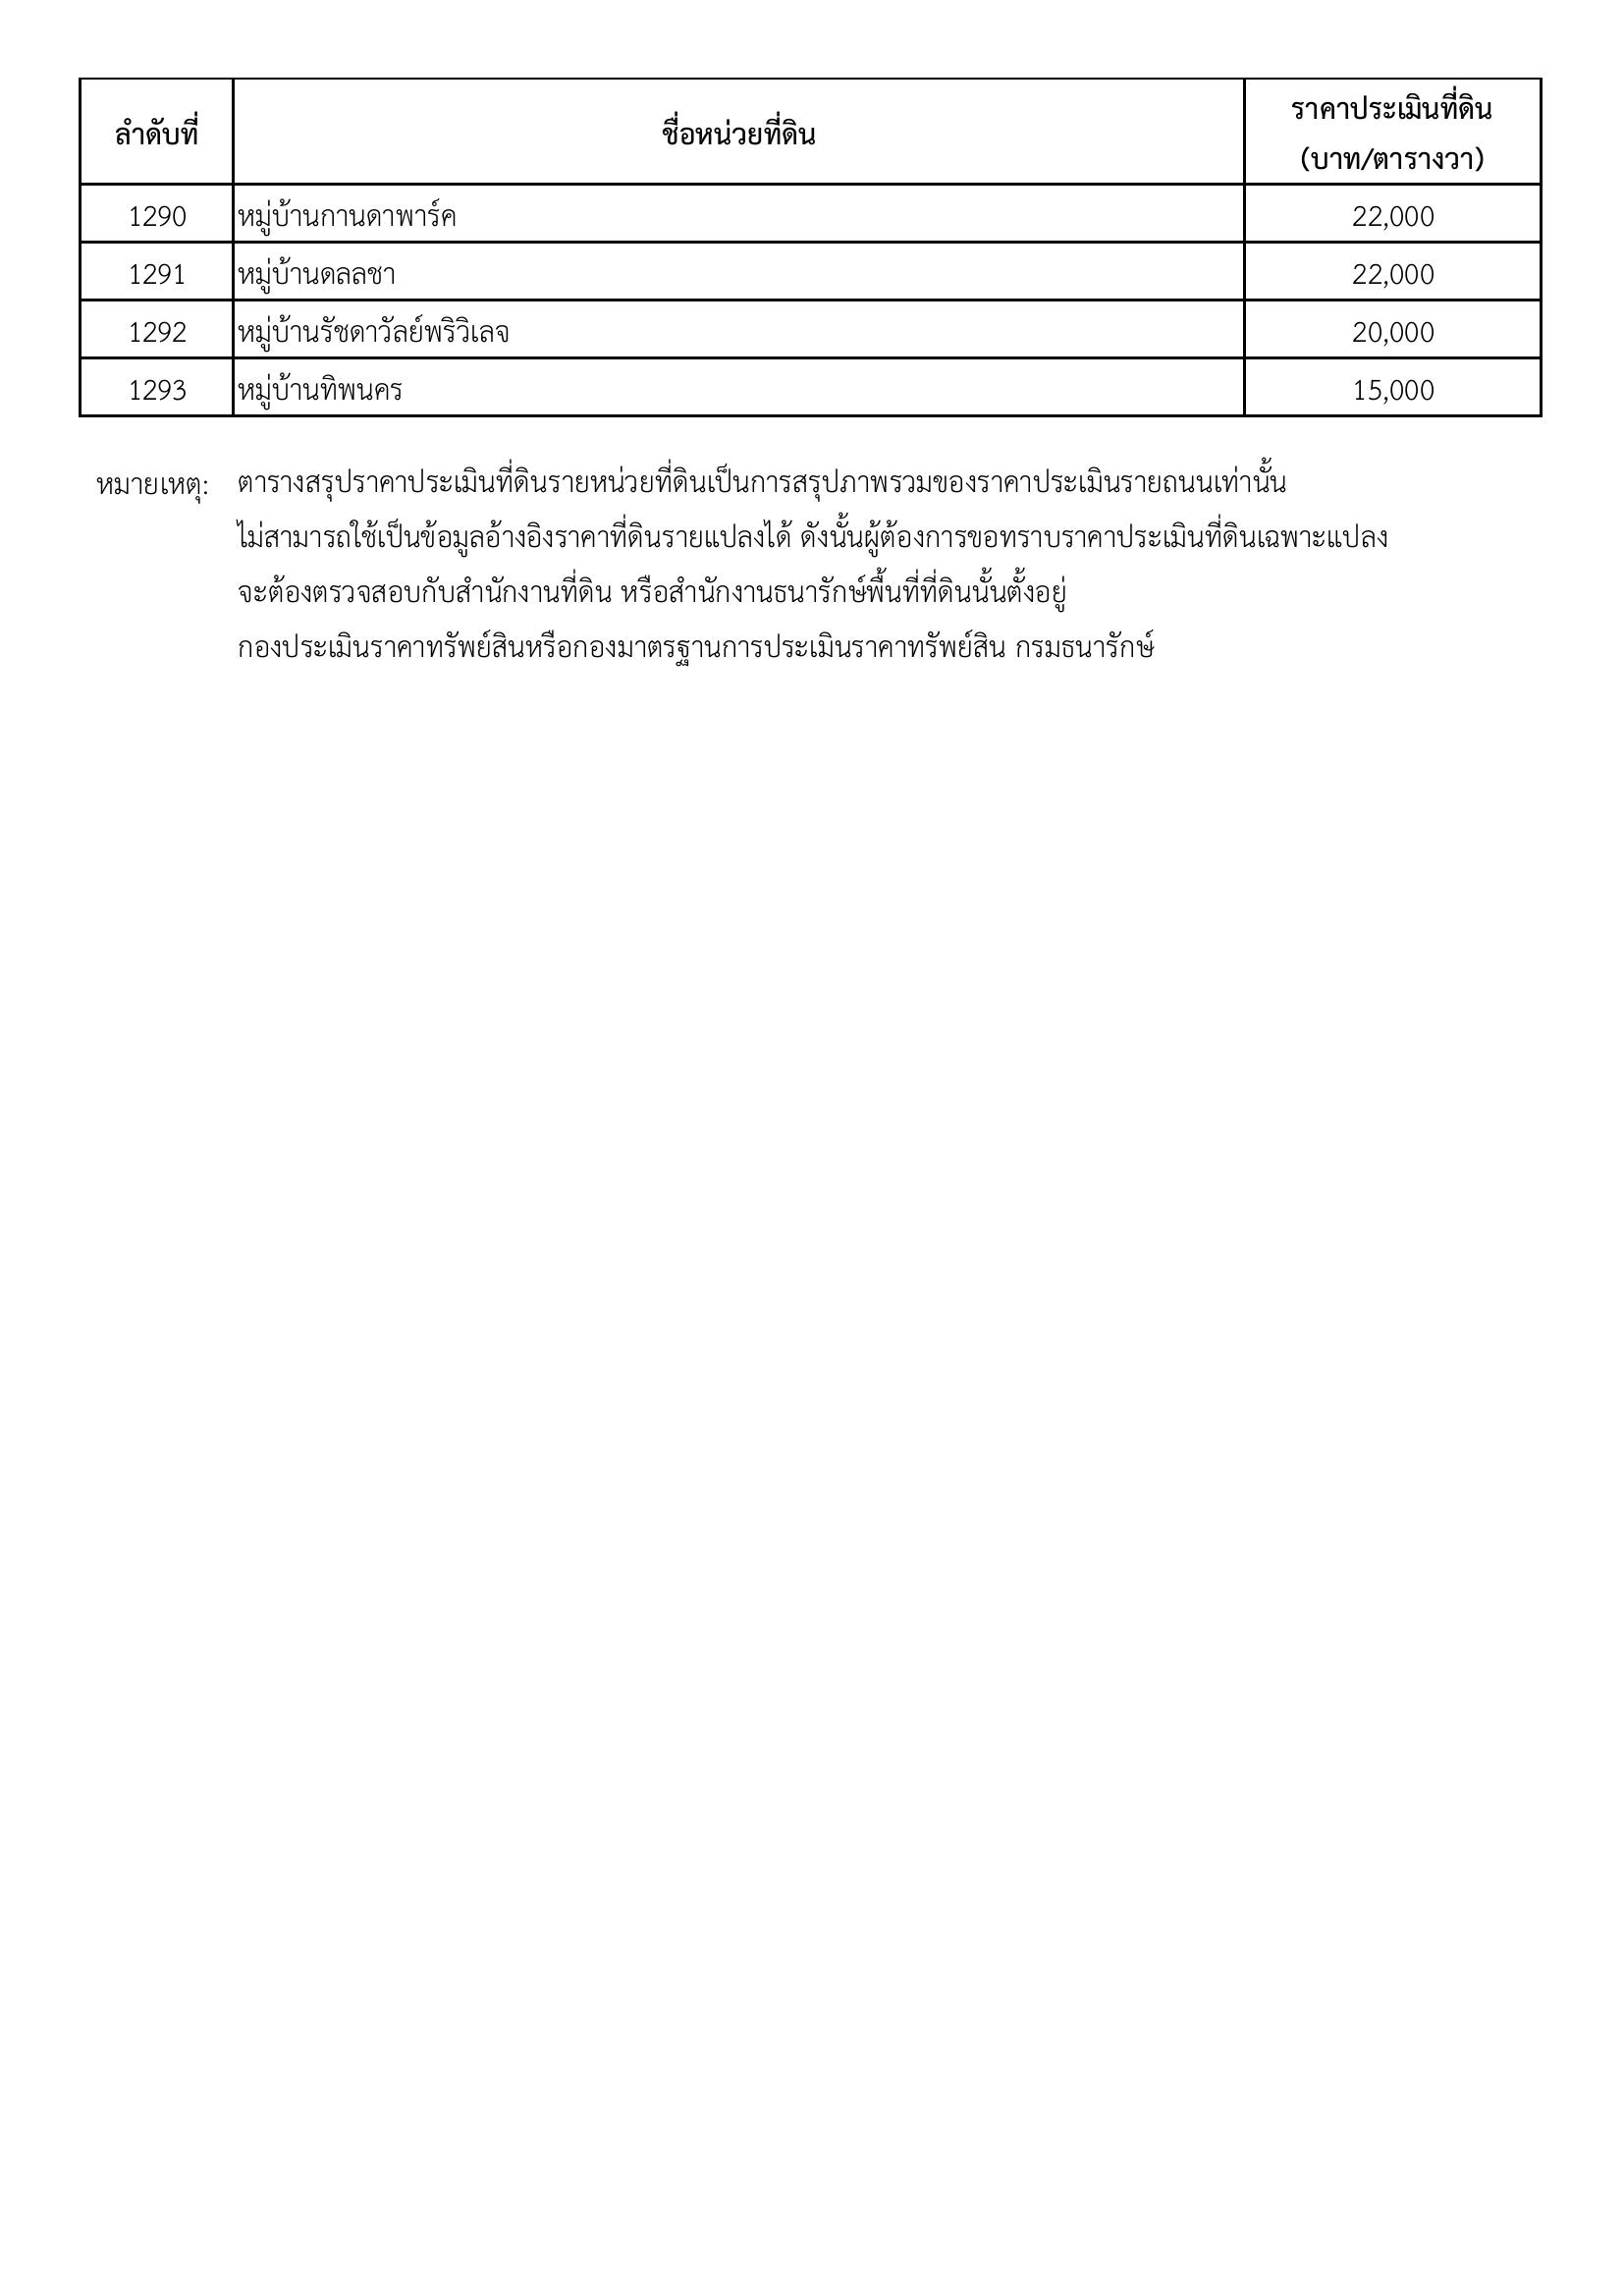 ลำดับที่ ชื่อหน่วยที่ดิน ราคาประเมินที่ดิน
(บาท/ตารางวา)
1290 หมู่บ้านกานดาพาร์ค 22,000
1291 หมู่บ้านดลลชา 22,000
1292 หมู่บ้านรัชดาวัลย์พริวิเลจ 20,000
1293 หมู่บ้านทิพนคร 15,000
หมายเหตุ: ตารางสรุปราคาประเมินที่ดินรายหน่วยที่ดินเป็นการสรุปภาพรวมของราคาประเมินรายถนนเท่านั้น
ไม่สามารถใช้เป็นข้อมูลอ้างอิงราคาที่ดินรายแปลงได้ ดังนั้นผู้ต้องการขอทราบราคาประเมินที่ดินเฉพาะแปลง
จะต้องตรวจสอบกับสำนักงานที่ดิน หรือสำนักงานธนารักษ์พื้นที่ที่ดินนั้นตั้งอยู่
กองประเมินราคาทรัพย์สินหรือกองมาตรฐานการประเมินราคาทรัพย์สิน กรมธนารักษ์